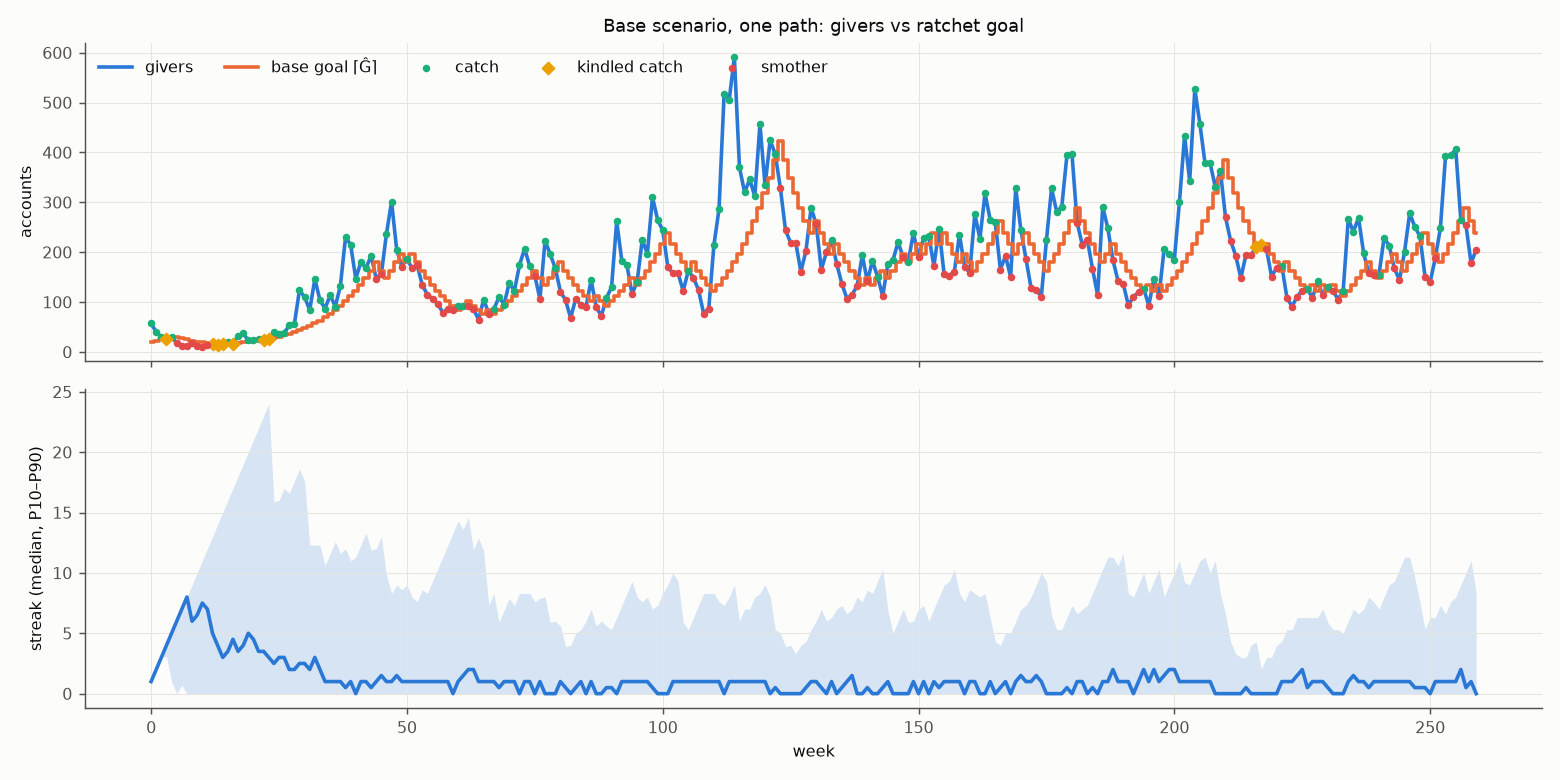 Base scenario, one path: givers vs ratchet goal
givers base goal ⌈Ĝ⌉ catch kindled catch smother
600
500
400
300
200
100
0
accounts
25
20
15
10
5
0
streak (median, P10–P90)
0 50 100 150 200 250
week